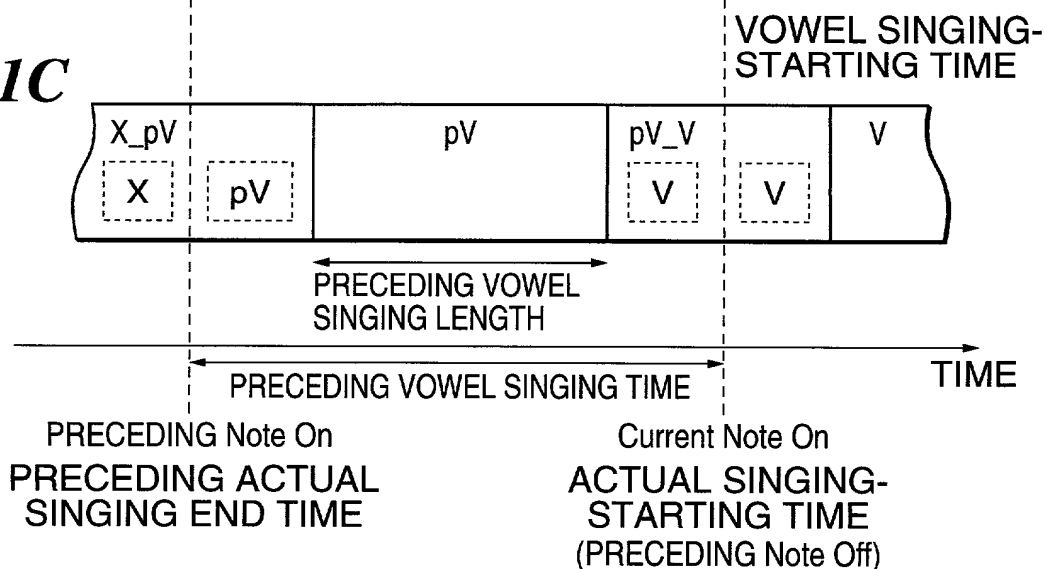 VOWEL SINGING-
STARTING TIME
1C
X_pV pV pV_V V
X pV V V
PRECEDING VOWEL
SINGING LENGTH
TIME
PRECEDING VOWEL SINGING TIME
PRECEDING Note On
PRECEDING ACTUAL
SINGING END TIME
Current Note On
ACTUAL SINGING-
STARTING TIME
(PRECEDING Note Off)